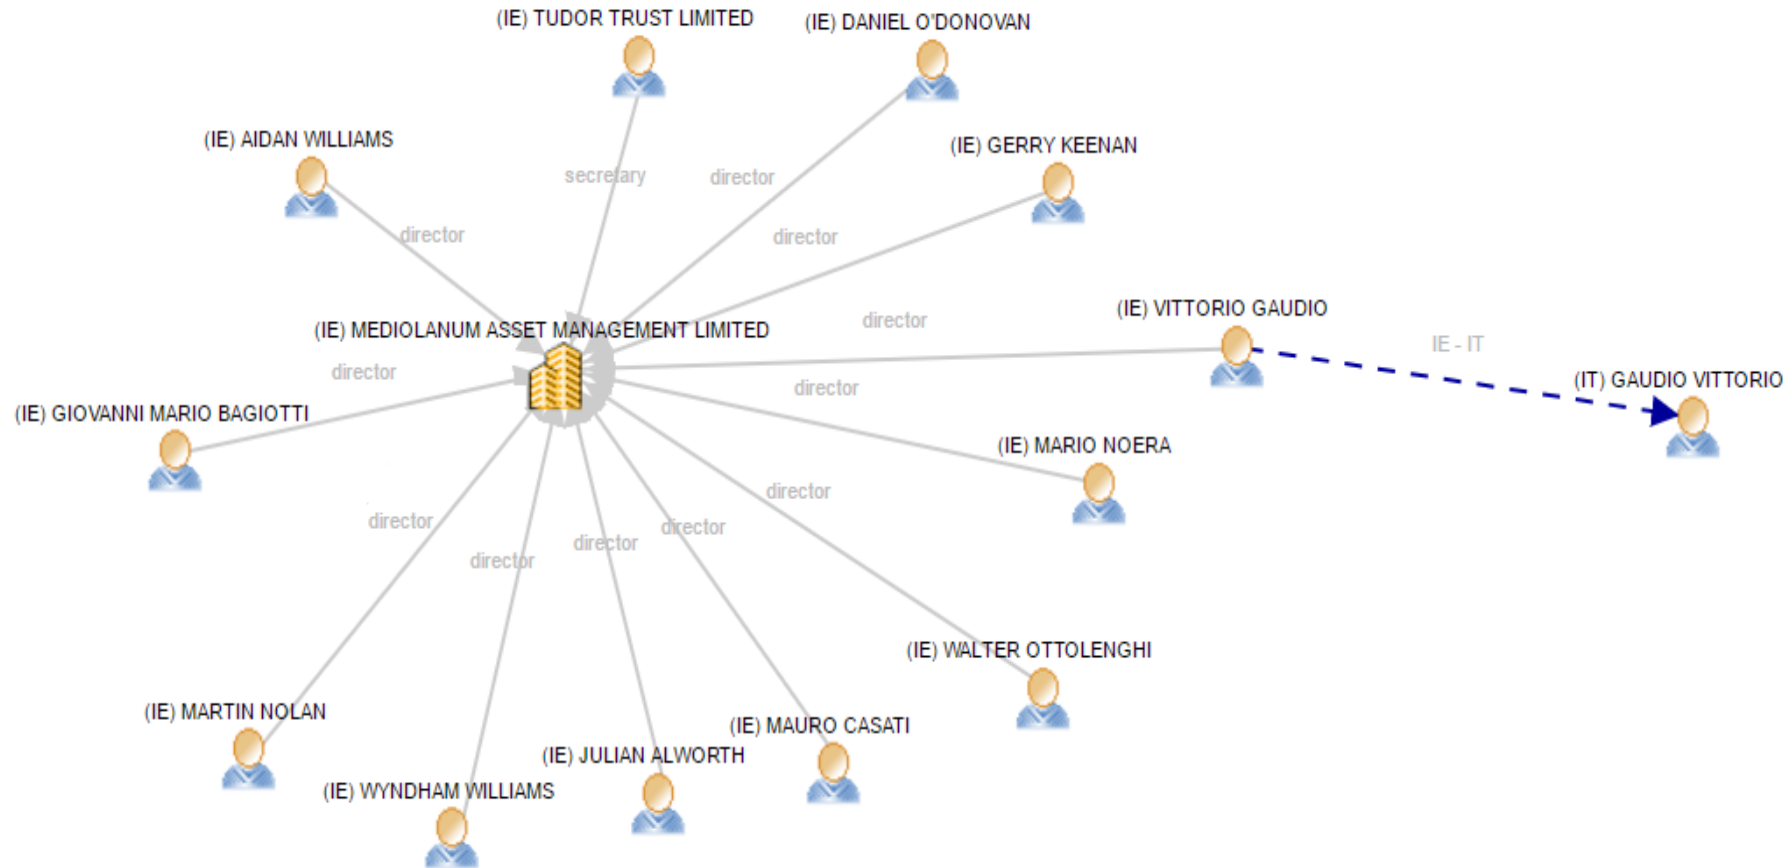 (IE) TUDOR TRUST LIMITED
(IE) DANIEL O'DONOVAN
(IE) AIDAN WILLIAMS
(IE) GERRY KEENAN
secretary
director
director
director
(IE) VITTORIO GAUDIO
director
(IE) MEDIOLANUM ASSET MANAGEMENT LIMITED
IE - IT
director
(IT) GAUDIO VITTORIO
director
(IE) GIOVANNI MARIO BAGIOTTI
(IE) MARIO NOERA
director
director
director
director
director
(IE) WALTER OTTOLENGHI
(IE) MARTIN NOLAN
(IE) MAURO CASATI
(IE) JULIAN ALWORTH
(IE) WYNDHAM WILLIAMS